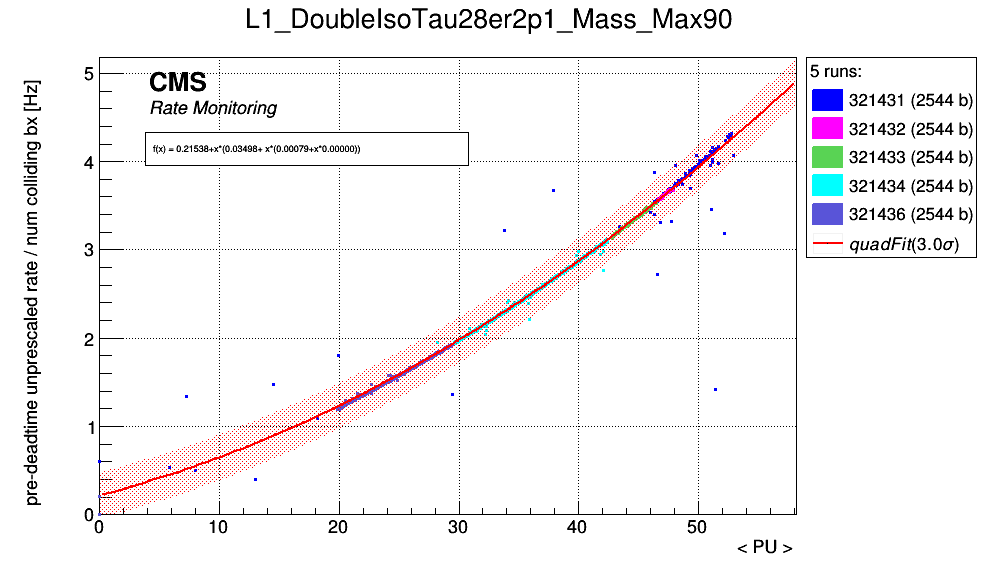 L1_DoubleIsoTau28er2p1_Mass_Max90
pre-deadtime unprescaled rate / num colliding bx [Hz]
5
4
3
2
1
0
CMS
Rate Monitoring
f(x) = 0.21538+x*(0.03498+ x*(0.00079+x*0.00000))
0 10 20 30 40 50
< PU >
5 runs:
321431 (2544 b)
321432 (2544 b)
321433 (2544 b)
321434 (2544 b)
321436 (2544 b)
quadFit(3.0σ)